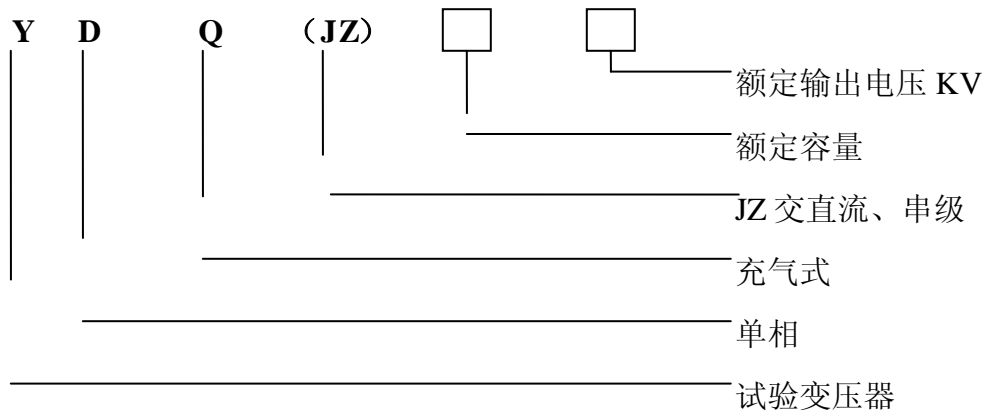 Y D Q （JZ）
额定输出电压 KV
额定容量
JZ 交直流、串级
充气式
单相
试验变压器